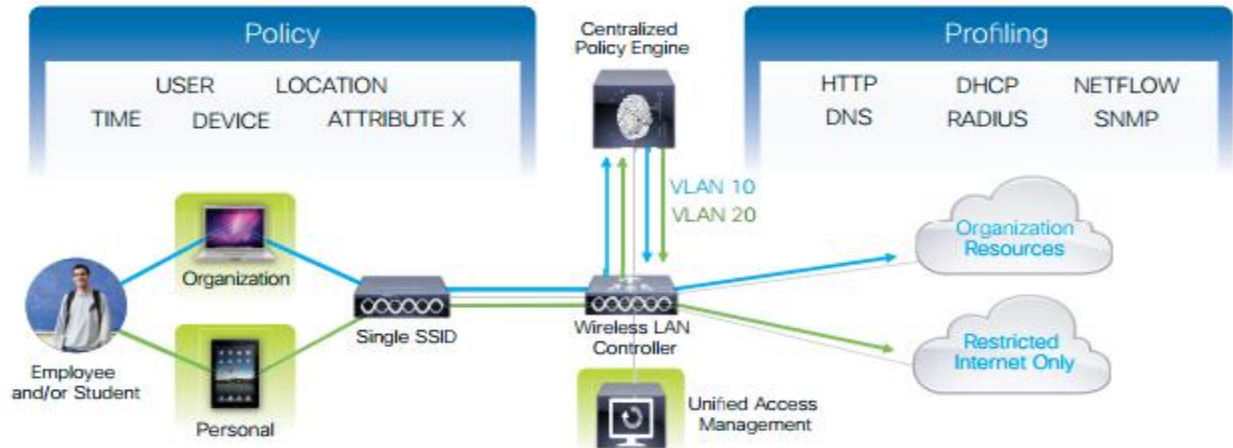 Policy
USER LOCATION
TIME DEVICE ATTRIBUTE X
Centralized
Policy Engine
Profiling
HTTP DHCP NETFLOW
DNS RADIUS SNMP
VLAN 10
VLAN 20
Organization
Personal
Employee
and/or Student
Single SSID
Wireless LAN
Controller
Unified Access
Management
Organization
Resources
Restricted
Internet Only